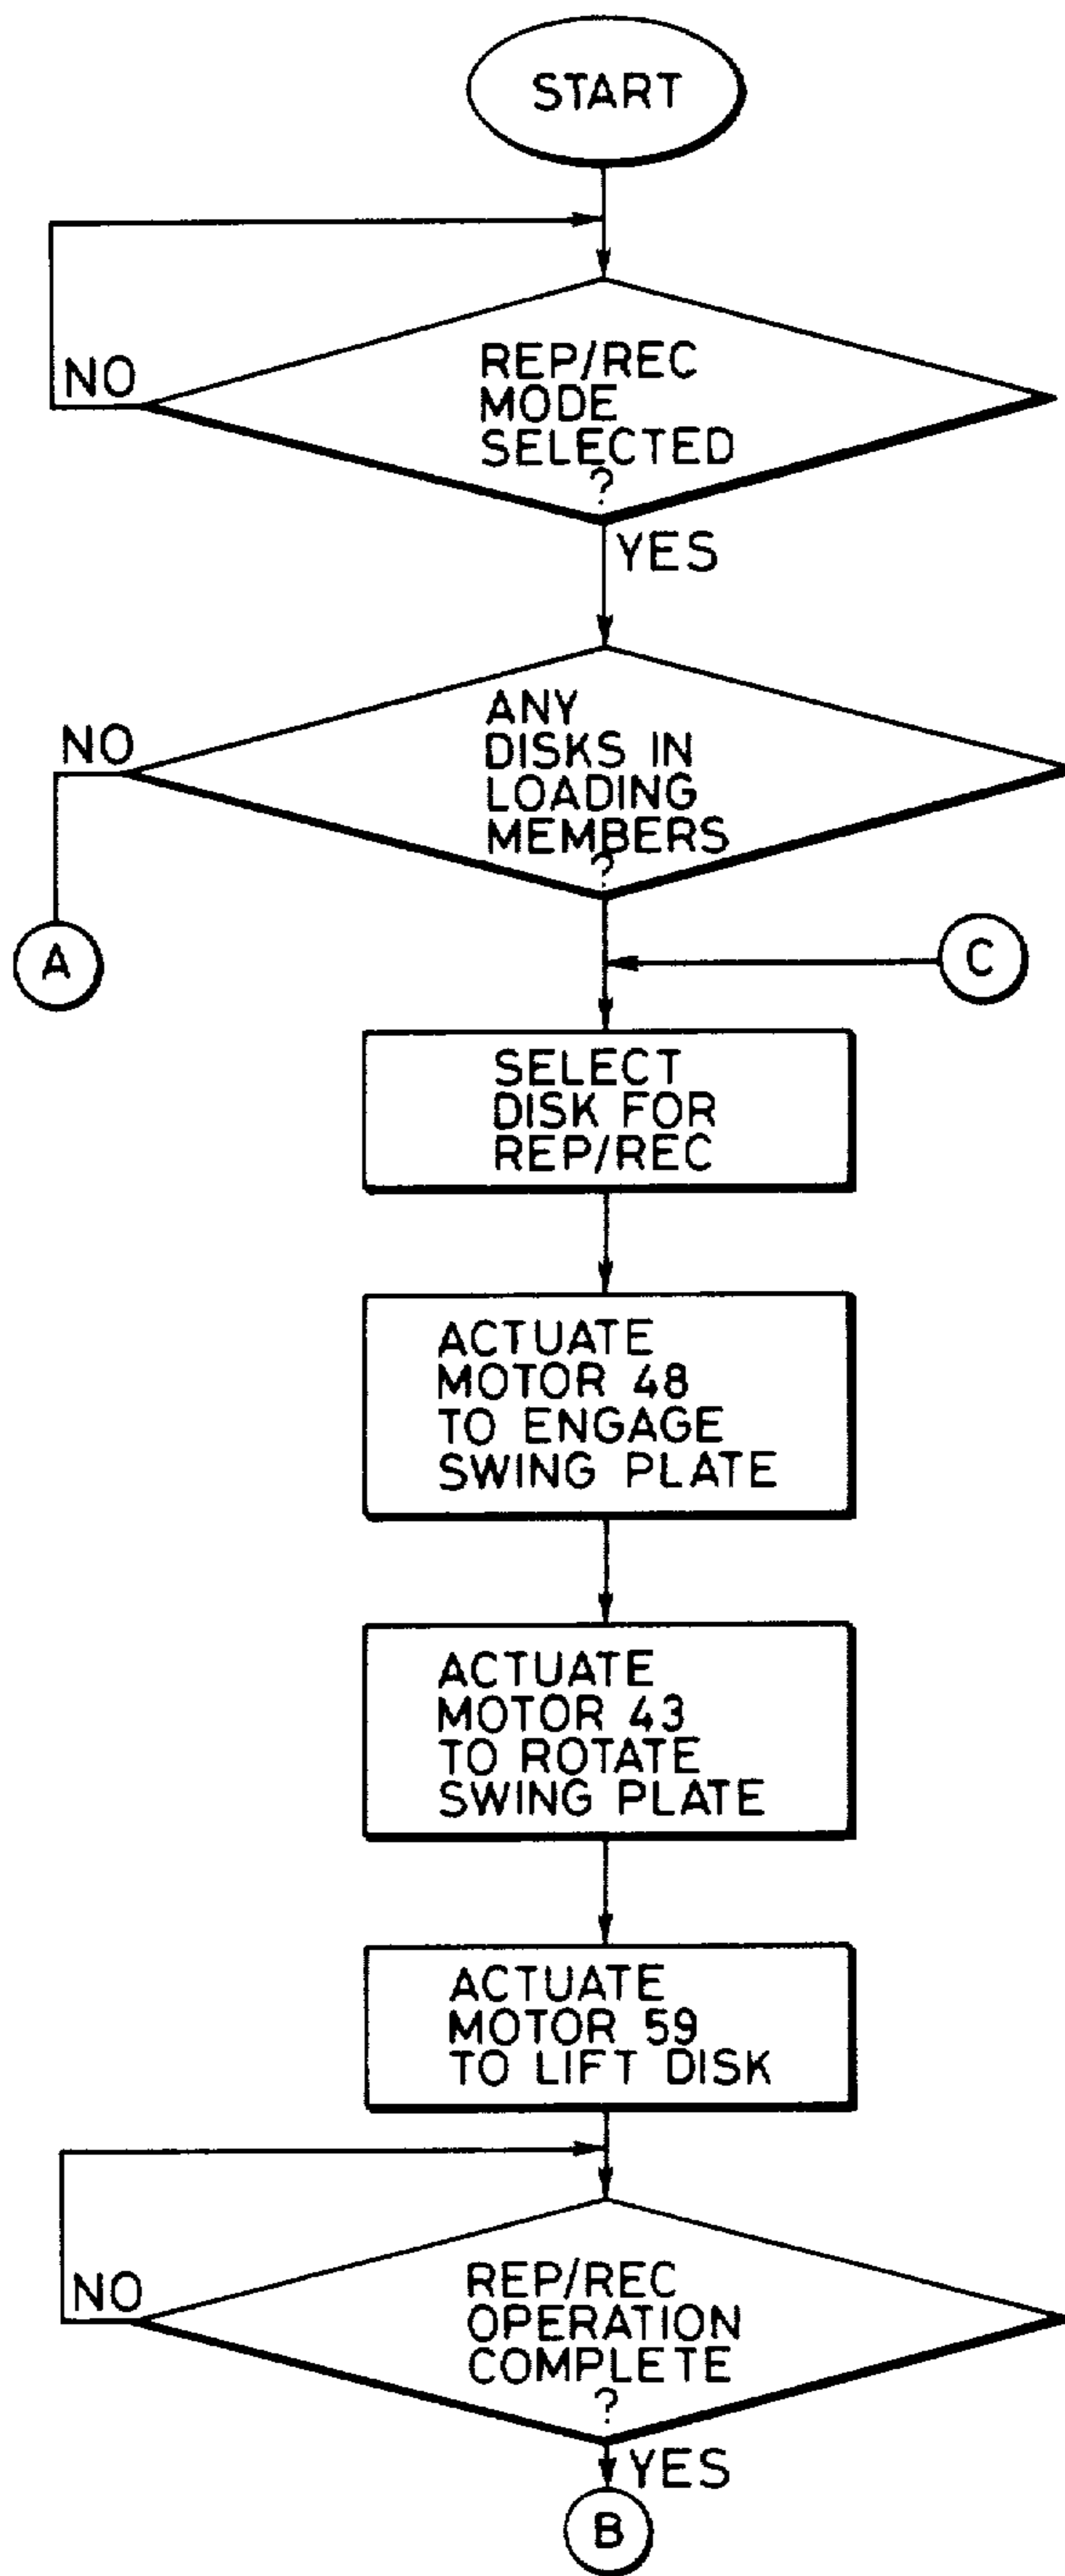 START
REP/REC
MODE
SELECTED
?
NO
YES
ANY
DISKS IN
LOADING
MEMBERS
?
NO
A
C
SELECT
DISK FOR
REP/REC
ACTUATE
MOTOR 48
TO ENGAGE
SWING PLATE
ACTUATE
MOTOR 43
TO ROTATE
SWING PLATE
ACTUATE
MOTOR 59
TO LIFT DISK
REP/REC
OPERATION
COMPLETE
?
NO
YES
B